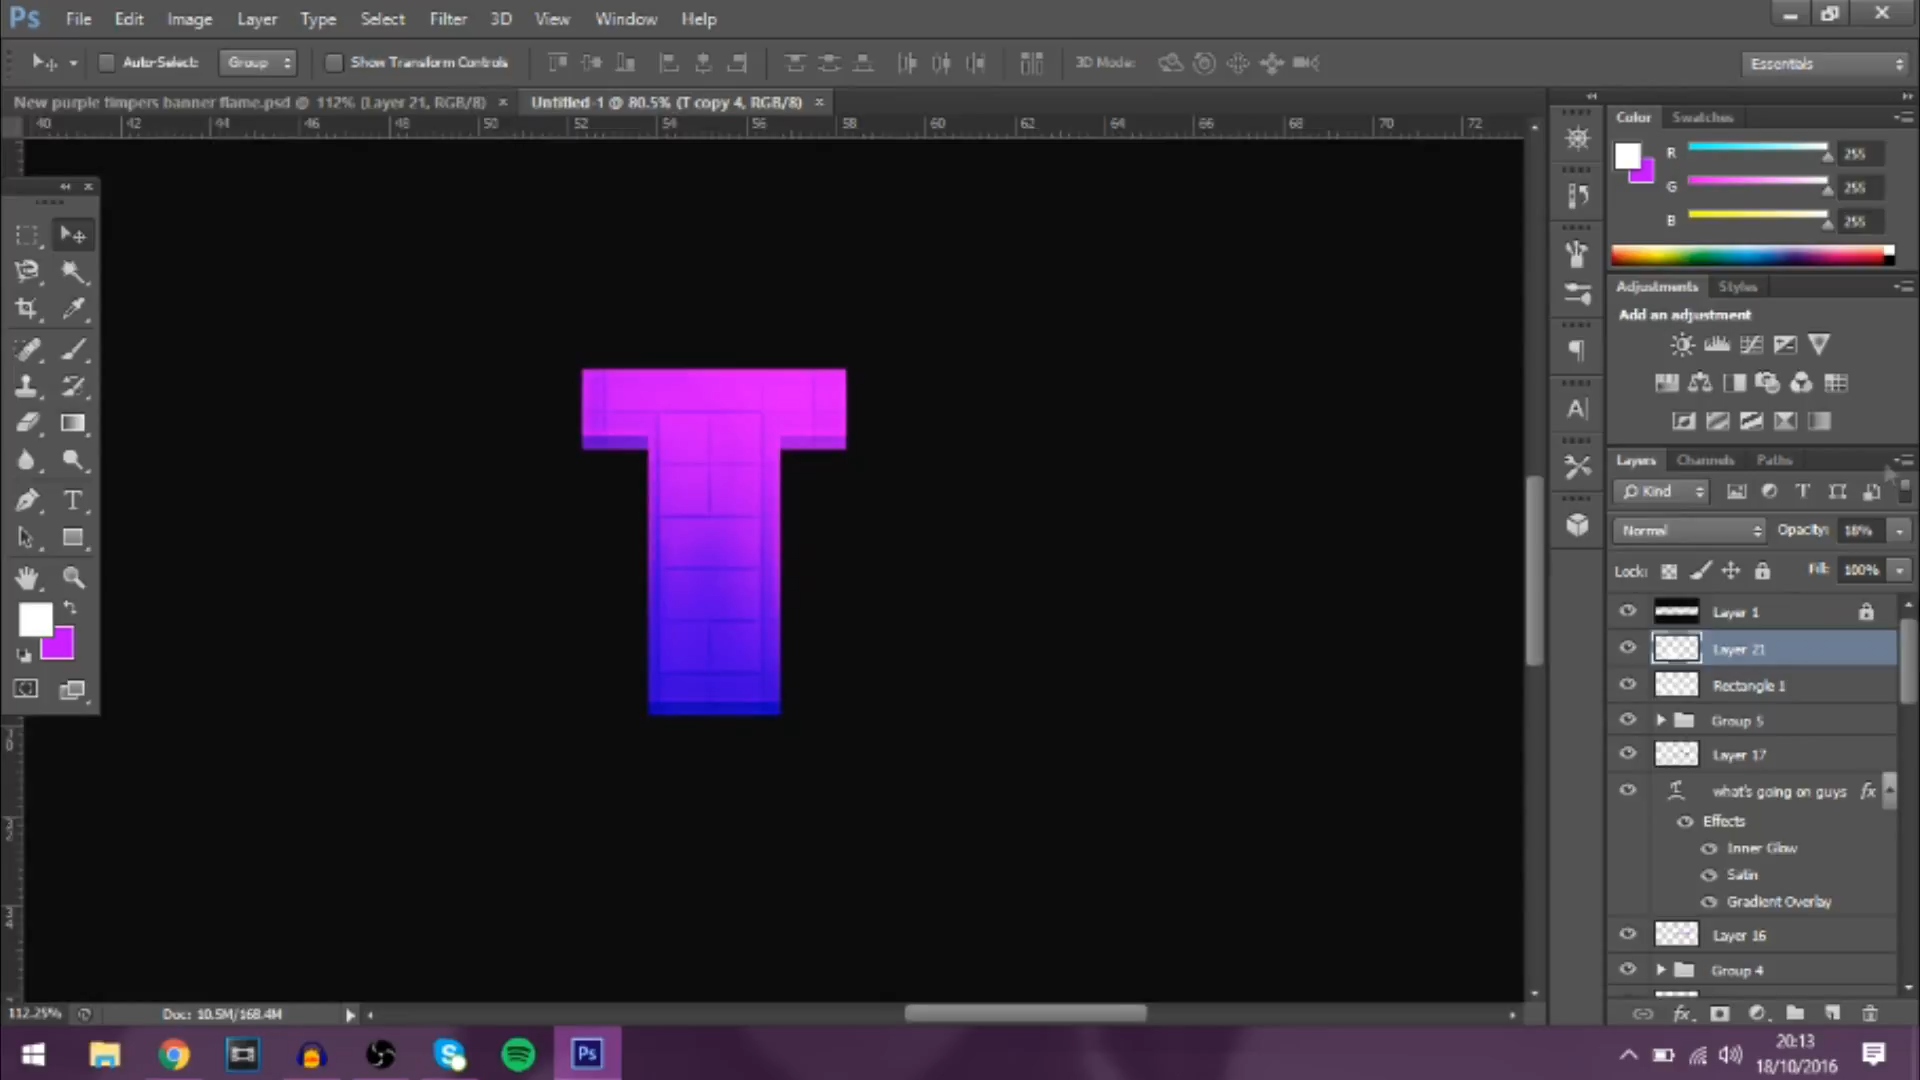 Ps File Edit Image Layer Type Select Filter 3D View Window Help
Auto-Select: Group Show Transform Controls 3D Mode: Essentials
New purple timpers banner flame.psd @ 112% (Layer 21, RGB/8) × Untitled-1 @ 80.5% (T copy 4, RGB/8) ×
40 42 44 46 48 50 52 54 56 58 60 62 64 66 68 70 72
Color Swatches
R 255
G 255
B 255
Adjustments Styles
Add an adjustment
Layers Channels Paths
Kind
Normal Opacity: 18%
Lock: Fill: 100%
Layer 1
Layer 21
Rectangle 1
Group 5
Layer 17
what's going on guys fx
Effects
Inner Glow
Satin
Gradient Overlay
Layer 16
Group 4
T
112.25% Doc: 10.5M/168.4M
fx
Ps
20:13
18/10/2016